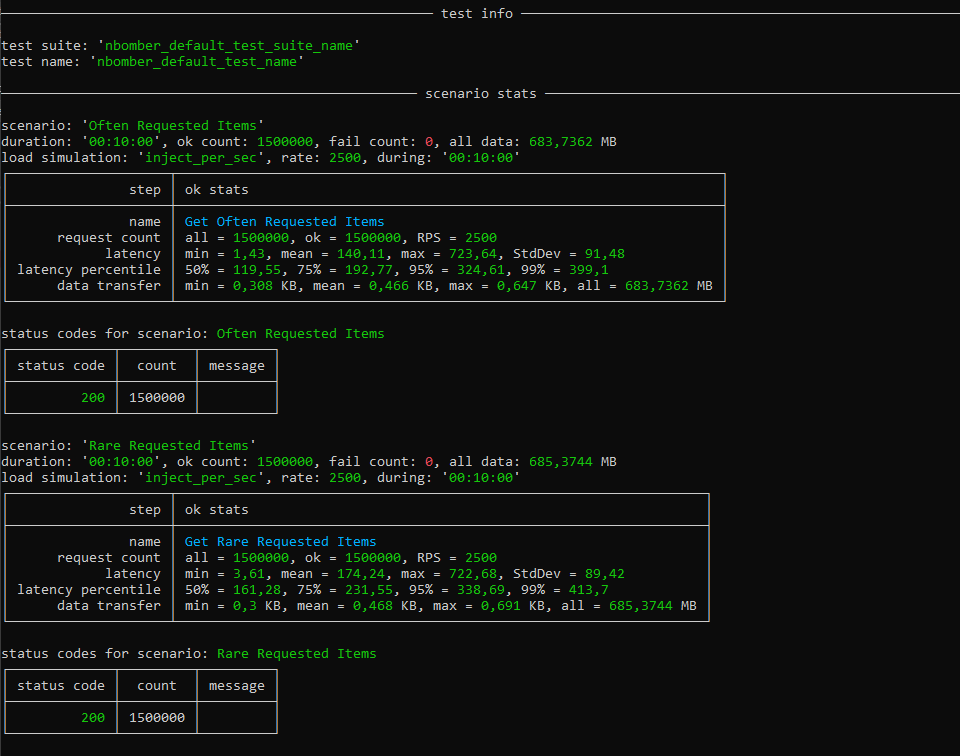 test info
test suite: 'nbomber_default_test_suite_name'
test name: 'nbomber_default_test_name'
scenario stats
scenario: 'Often Requested Items'
duration: '00:10:00', ok count: 1500000, fail count: 0, all data: 683,7362 MB
load simulation: 'inject_per_sec', rate: 2500, during: '00:10:00'
step ok stats
name Get Often Requested Items
request count all = 1500000, ok = 1500000, RPS = 2500
latency min = 1,43, mean = 140,11, max = 723,64, StdDev = 91,48
latency percentile 50% = 119,55, 75% = 192,77, 95% = 324,61, 99% = 399,1
data transfer min = 0,308 KB, mean = 0,466 KB, max = 0,647 KB, all = 683,7362 MB
status codes for scenario: Often Requested Items
status code count message
200 1500000
scenario: 'Rare Requested Items'
duration: '00:10:00', ok count: 1500000, fail count: 0, all data: 685,3744 MB
load simulation: 'inject_per_sec', rate: 2500, during: '00:10:00'
step ok stats
name Get Rare Requested Items
request count all = 1500000, ok = 1500000, RPS = 2500
latency min = 3,61, mean = 174,24, max = 722,68, StdDev = 89,42
latency percentile 50% = 161,28, 75% = 231,55, 95% = 338,69, 99% = 413,7
data transfer min = 0,3 KB, mean = 0,468 KB, max = 0,691 KB, all = 685,3744 MB
status codes for scenario: Rare Requested Items
status code count message
200 1500000